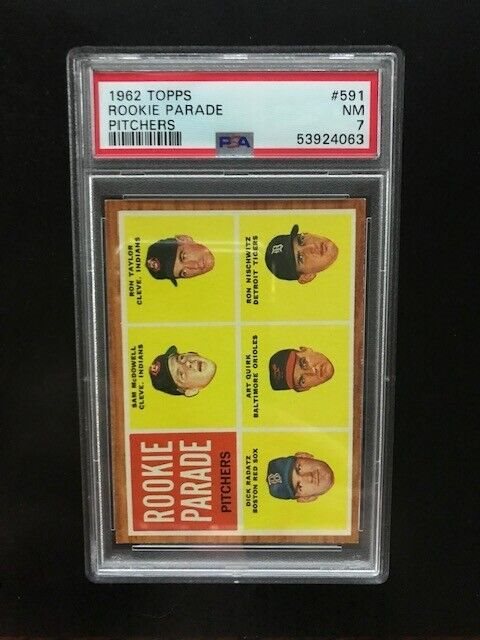 1962 TOPPS
#591
ROOKIE PARADE
NM
PITCHERS
7
PSA
53924063
ROOKIE
PARADE
PITCHERS
SAM McDOWELL
CLEVE. INDIANS
RON TAYLOR
CLEVE. INDIANS
DICK RADATZ
BOSTON RED SOX
ART QUIRK
BALTIMORE ORIOLES
RON NISCHWITZ
DETROIT TIGERS